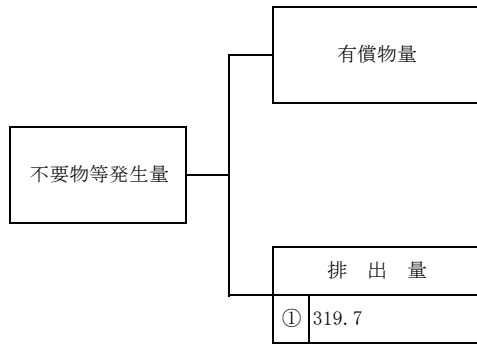 有償物量
不要物等発生量
排 出 量
① 319.7